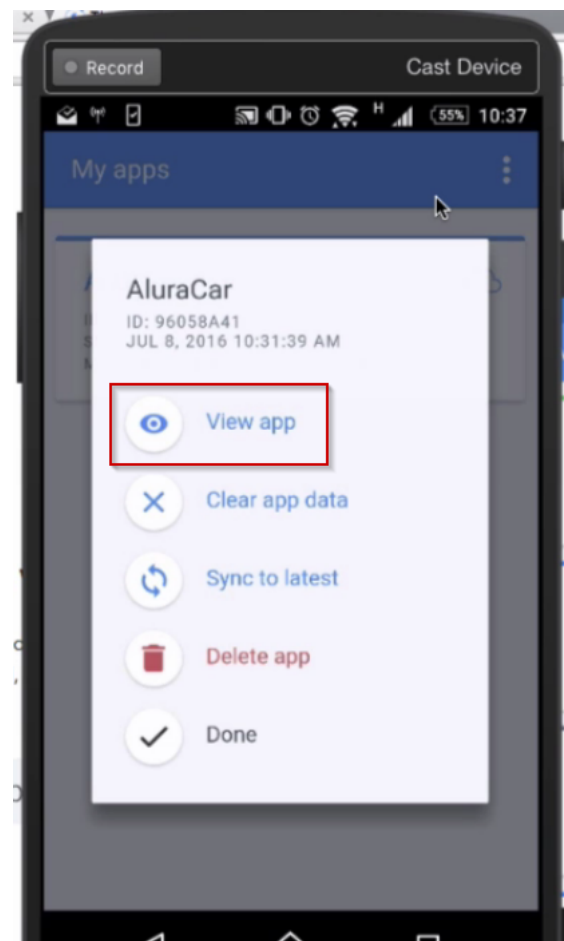 Record
Cast Device
H
55%
10:37
My apps
AluraCar
ID: 96058A41
JUL 8, 2016 10:31:39 AM
View app
Clear app data
Sync to latest
Delete app
Done